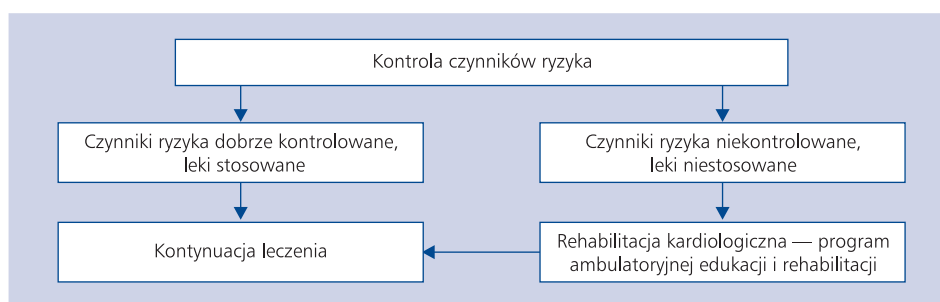 Kontrola czynników ryzyka
Czynniki ryzyka dobrze kontrolowane,
leki stosowane
Czynniki ryzyka niekontrolowane,
leki niestosowane
Kontynuacja leczenia
Rehabilitacja kardiologiczna — program
ambulatoryjnej edukacji i rehabilitacji